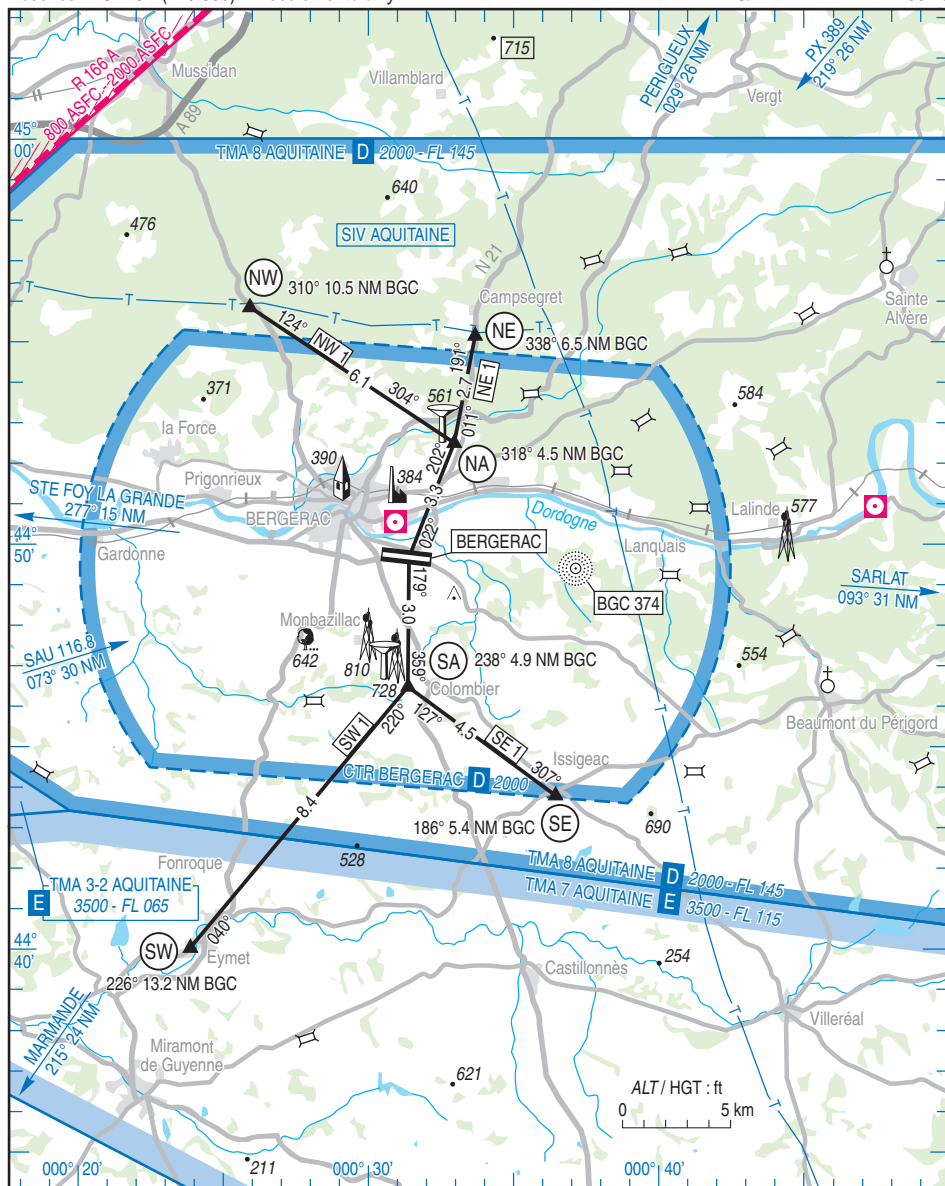 715
Mussidan
Villamblard
PERIGUEUX
029° 26 NM
PX 389
219° 26 NM
Vergt
R 166 A
800 ASFC - 2000 ASFC
A 89
45°
00'
TMA 8 AQUITAINE D 2000 - FL 145
640
476
SIV AQUITAINE
N 21
NW
310° 10.5 NM BGC
Campsegret
Sainte
Alvère
T
T
T
T
T
T
T
T
T
T
124°
NW 1
6.1
304°
NE
338° 6.5 NM BGC
191°
NE 1
2.7
011°
371
561
584
la Force
202°
NA
318° 4.5 NM BGC
390
384
Prigonrieux
3.3
STE FOY LA GRANDE
277° 15 NM
BERGERAC
Dordogne
Lalinde
577
022°
44°
50'
Gardonne
BERGERAC
Lanquais
179°
BGC 374
SARLAT
093° 31 NM
3.0
Monbazillac
SAU 116.8
073° 30 NM
642
810
359°
SA
238° 4.9 NM BGC
554
728
Colombier
220°
127°
Beaumont du Périgord
SW1
4.5
SE 1
Issigeac
307°
CTR BERGERAC D 2000
8.4
186° 5.4 NM BGC
SE
690
528
Fonroque
TMA 8 AQUITAINE D 2000 - FL 145
TMA 7 AQUITAINE E 3500 - FL 115
E
TMA 3-2 AQUITAINE
3500 - FL 065
040°
44°
40'
SW
Eymet
226° 13.2 NM BGC
254
Castillonnès
MARMANDE
215° 24 NM
Villeréal
Miramont
de Guyenne
621
ALT / HGT : ft
0 5 km
211
000° 20'
000° 30'
000° 40'